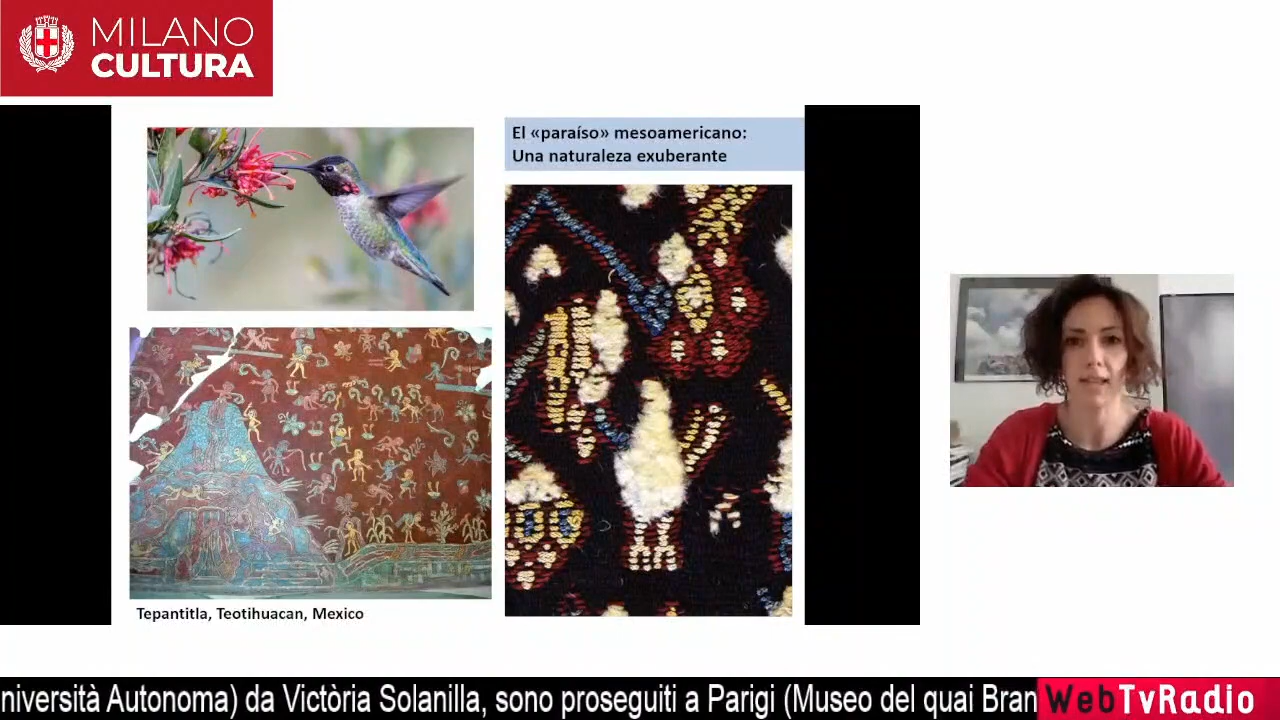 MILANO
CULTURA
El «paraíso» mesoamericano:
Una naturaleza exuberante
Tepantitla, Teotihuacan, Mexico
niversità Autonoma) da Victòria Solanilla, sono proseguiti a Parigi (Museo del quai Bran
WebTvRadio